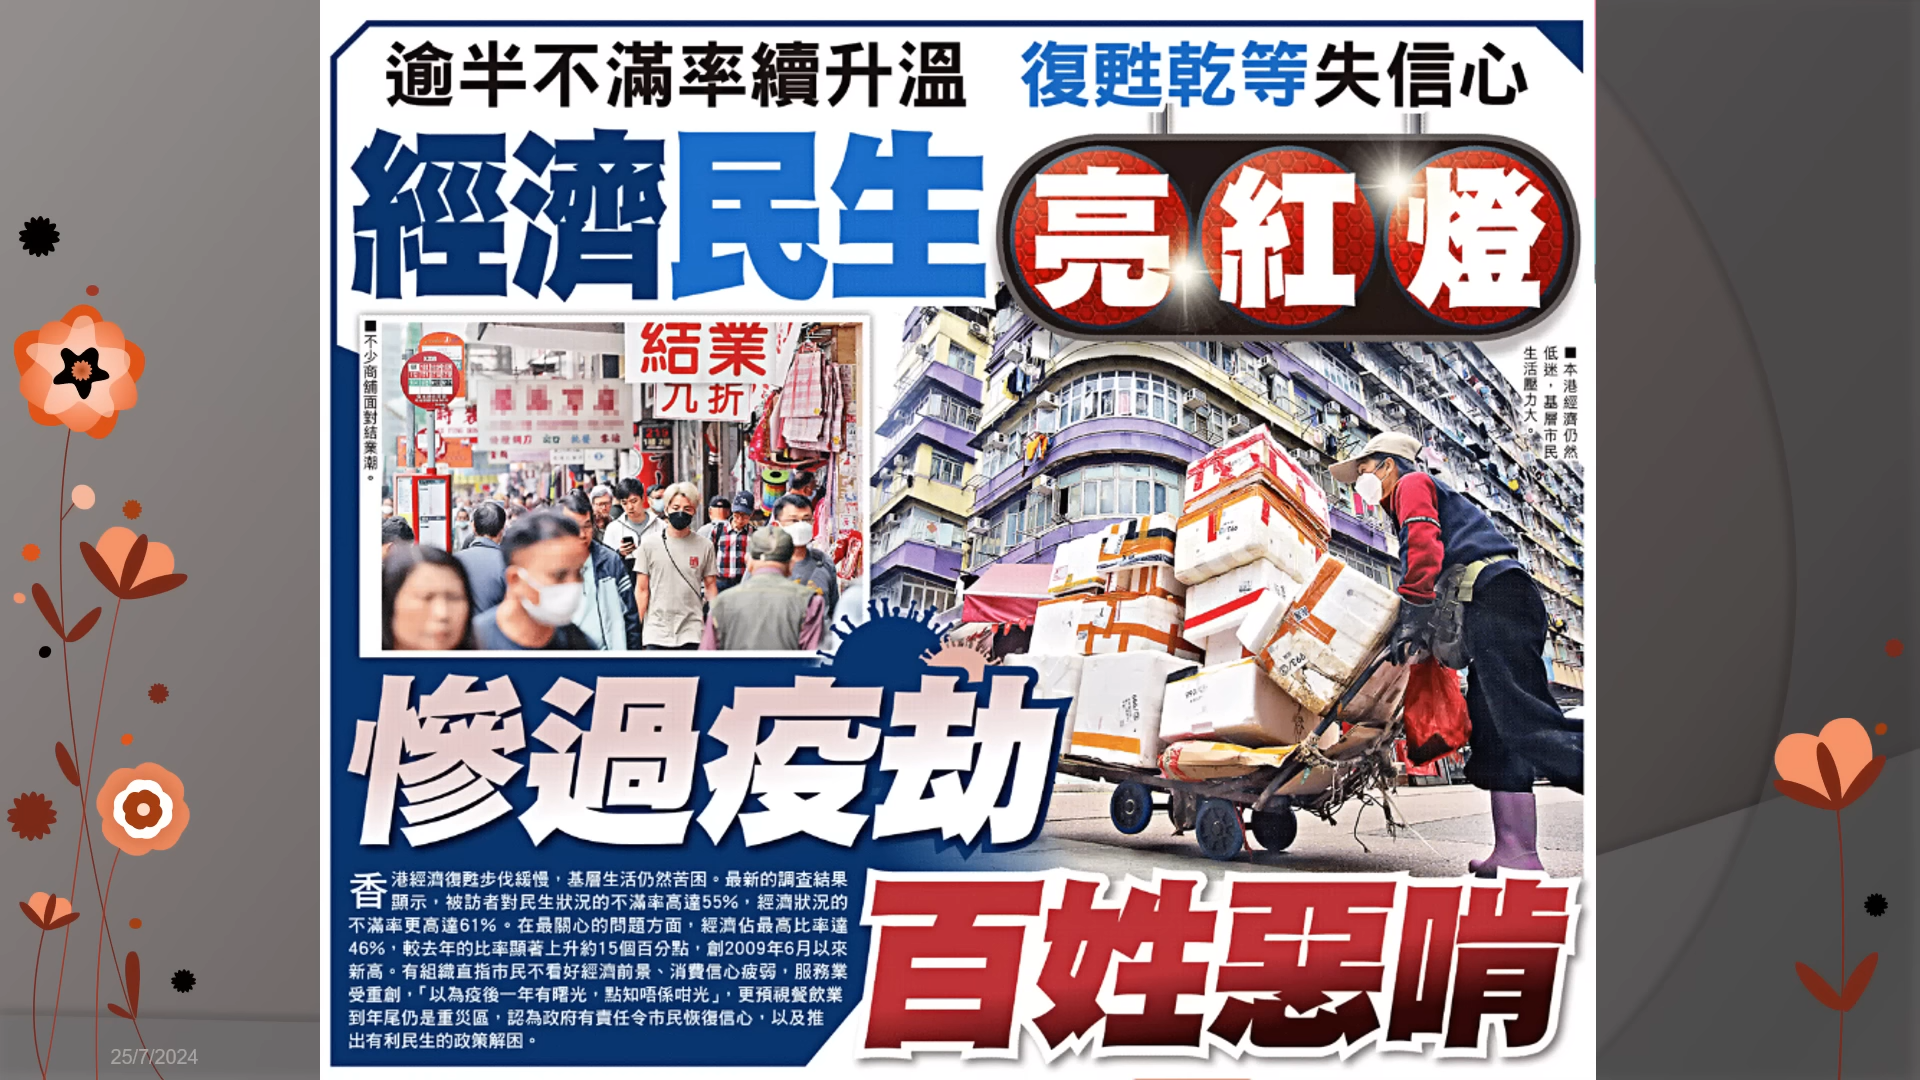 逾半不滿率續升溫 復甦乾等失信心
經濟民生亮紅燈
■不少商舖面對結業潮。
結業
九折
■本港經濟仍然
低迷，基層市民
生活壓力大。
慘過疫劫
百姓惡啃
香港經濟復甦步伐緩慢，基層生活仍然苦困。最新的調查結果
顯示，被訪者對民生狀況的不滿率高達55%，經濟狀況的
不滿率更高達61%。在最關心的問題方面，經濟佔最高比率達
46%，較去年的比率顯著上升約15個百分點，創2009年6月以來
新高。有組織直指市民不看好經濟前景、消費信心疲弱，服務業
受重創，「以為疫後一年有曙光，點知唔係咁光」，更預視餐飲業
到年尾仍是重災區，認為政府有責任令市民恢復信心，以及推
出有利民生的政策解困。
25/7/2024